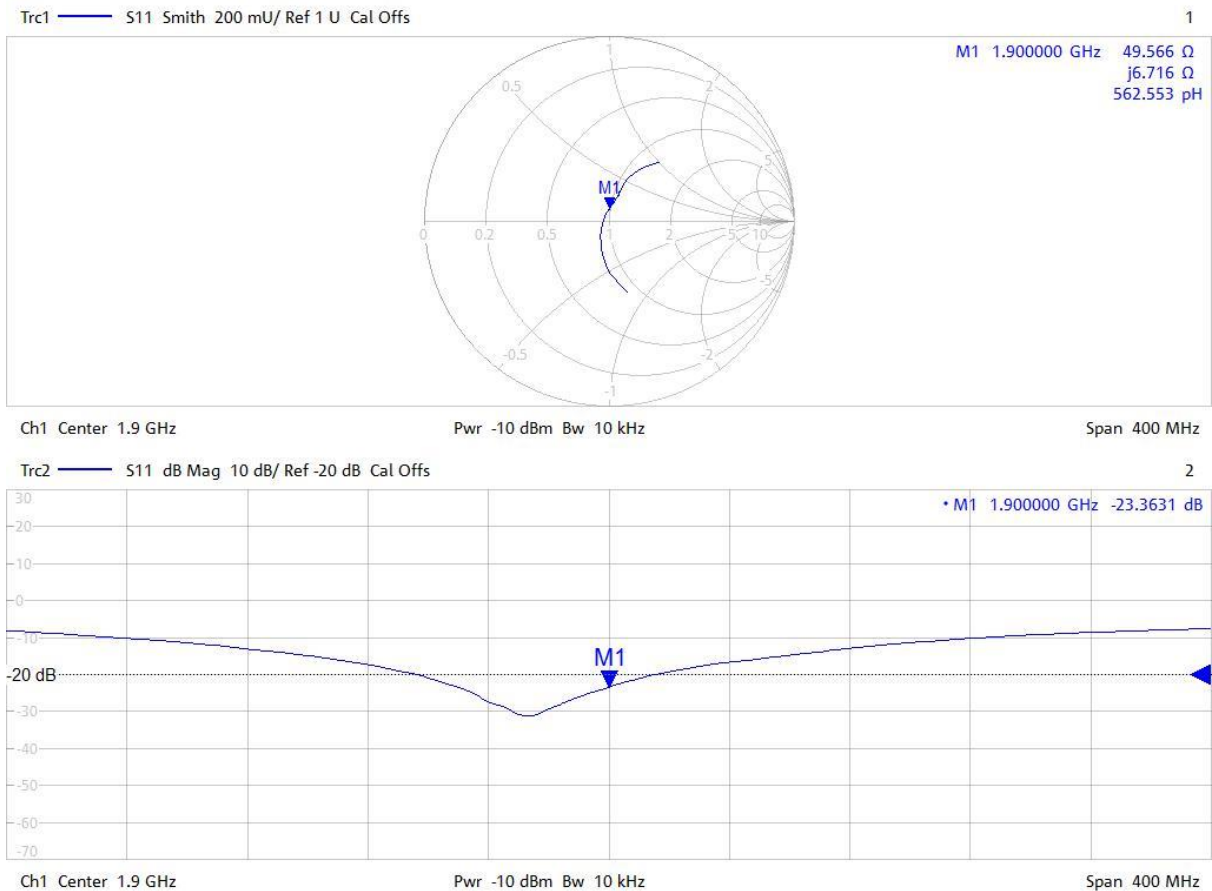 Trc1 S11 Smith 200 mU/ Ref 1 U Cal Offs 1
M1 1.900000 GHz 49.566 Ω
j6.716 Ω
562.553 pH
1
0.5 2
5
M1
0 0.2 0.5 1 2 5 10
-5
-0.5 -2
-1
Ch1 Center 1.9 GHz Pwr -10 dBm Bw 10 kHz Span 400 MHz
Trc2 S11 dB Mag 10 dB/ Ref -20 dB Cal Offs 2
30
• M1 1.900000 GHz -23.3631 dB
20
10
0
-10
M1
-20 dB
-30
-40
-50
-60
-70
Ch1 Center 1.9 GHz Pwr -10 dBm Bw 10 kHz Span 400 MHz